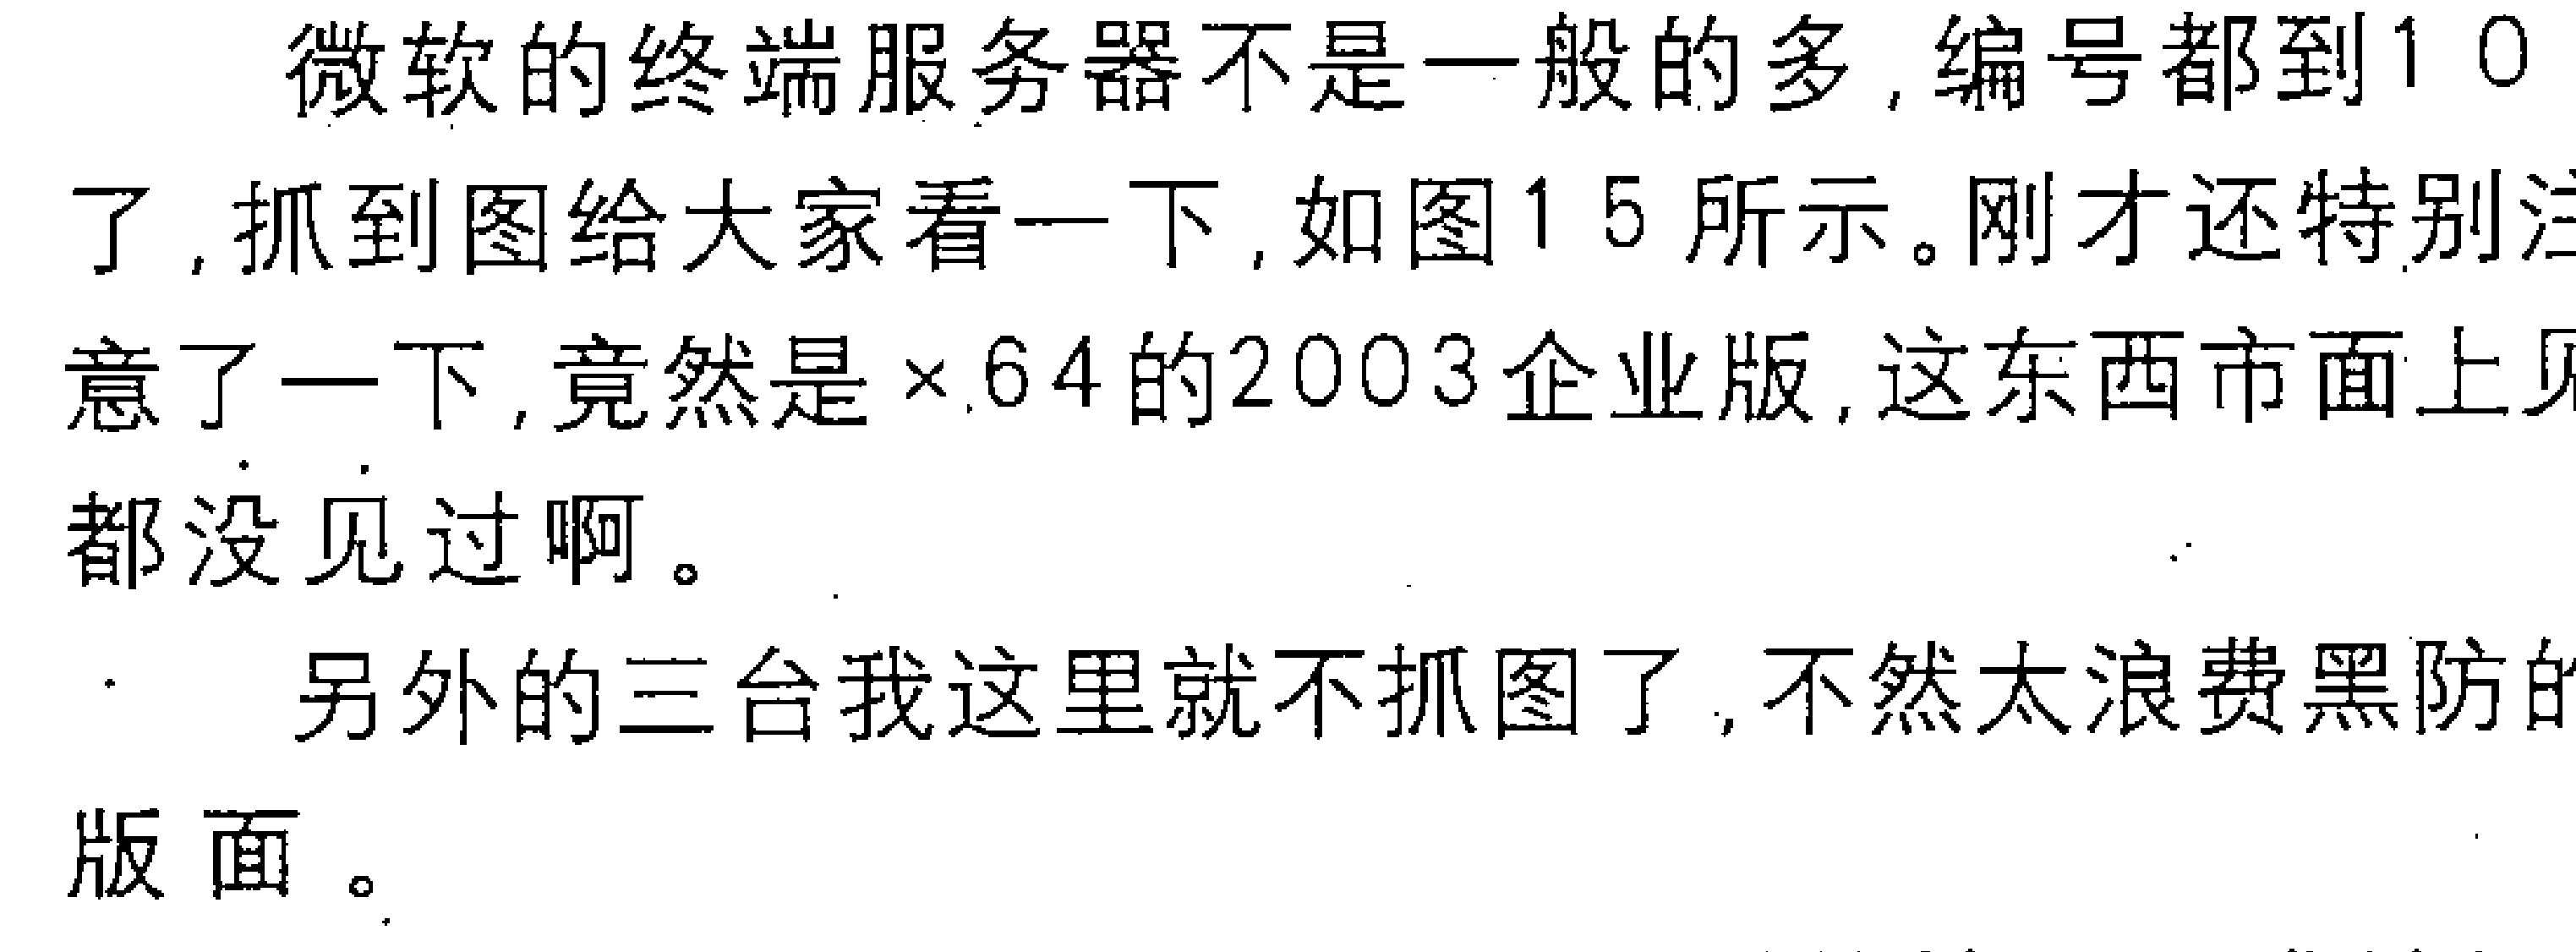 微软的终端服务器不是一般的多,编号都到10
了,抓到图给大家看一下,如图15所示。刚才还特别注
意了一下,竟然是×64的2003企业版,这东西市面上见
都没见过啊。
另外的三台我这里就不抓图了,不然太浪费黑防的
版面。